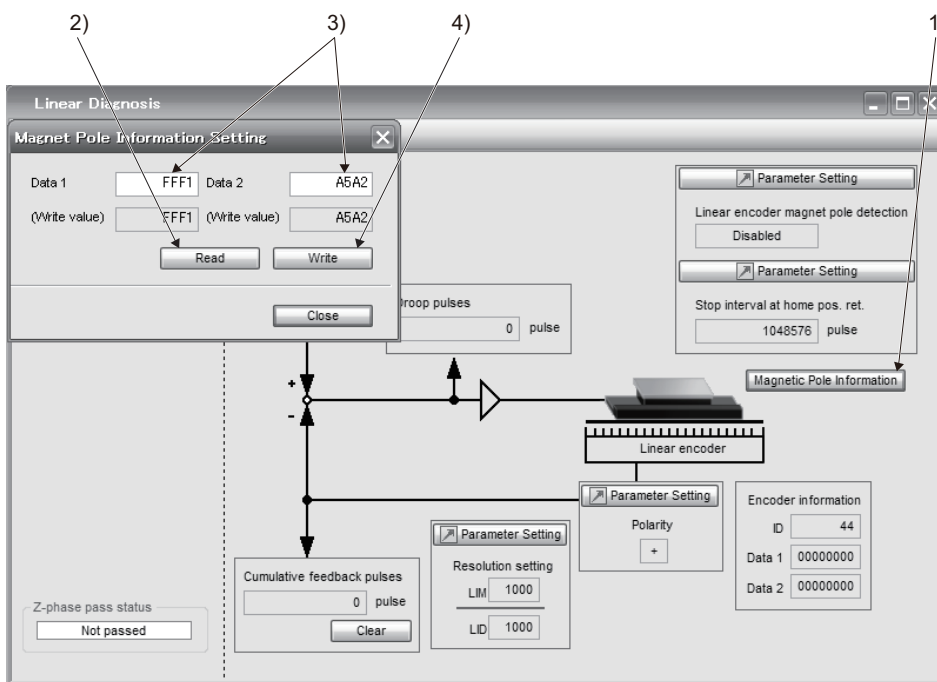 2) 3) 4) 1
Linear Diagnosis
Magnet Pole Information Setting
Data 1 FFF1 Data 2 A5A2
(Write value) FFF1 (Write value) A5A2
Read Write
Close
Parameter Setting
Linear encoder magnet pole detection
Disabled
Parameter Setting
Stop interval at home pos. ret.
1048576 pulse
Droop pulses
0 pulse
Magnetic Pole Information
+
-
Linear encoder
Parameter Setting
Polarity
+
Encoder information
ID 44
Data 1 00000000
Data 2 00000000
Parameter Setting
Resolution setting
LIM 1000
LID 1000
Cumulative feedback pulses
0 pulse
Clear
Z-phase pass status
Not passed